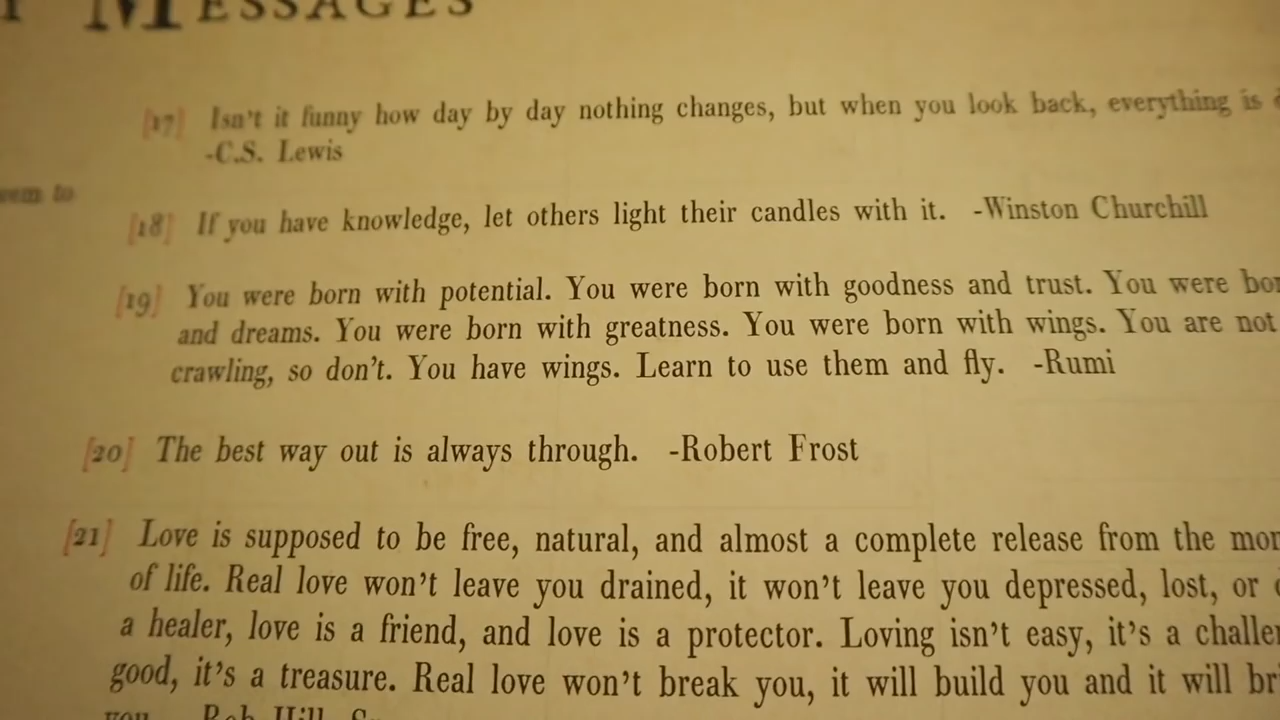 MESSAGES
[17] Isn't it funny how day by day nothing changes, but when you look back, everything is
-C.S. Lewis
to
[18] If you have knowledge, let others light their candles with it. -Winston Churchill
[19] You were born with potential. You were born with goodness and trust. You were
and dreams. You were born with greatness. You were born with wings. You are not
crawling, so don't. You have wings. Learn to use them and fly. -Rumi
[20] The best way out is always through. -Robert Frost
[21] Love is supposed to be free, natural, and almost a complete release from the
of life. Real love won't leave you drained, it won't leave you depressed, lost, or
a healer, love is a friend, and love is a protector. Loving isn't easy, it's a
good, it's a treasure. Real love won't break you, it will build you and it will
you Rob Hill